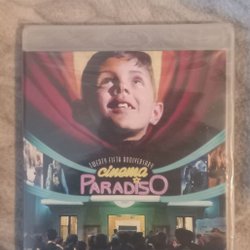 TWENTY FIFTH ANNIVERSARY
cinema
PARADISO